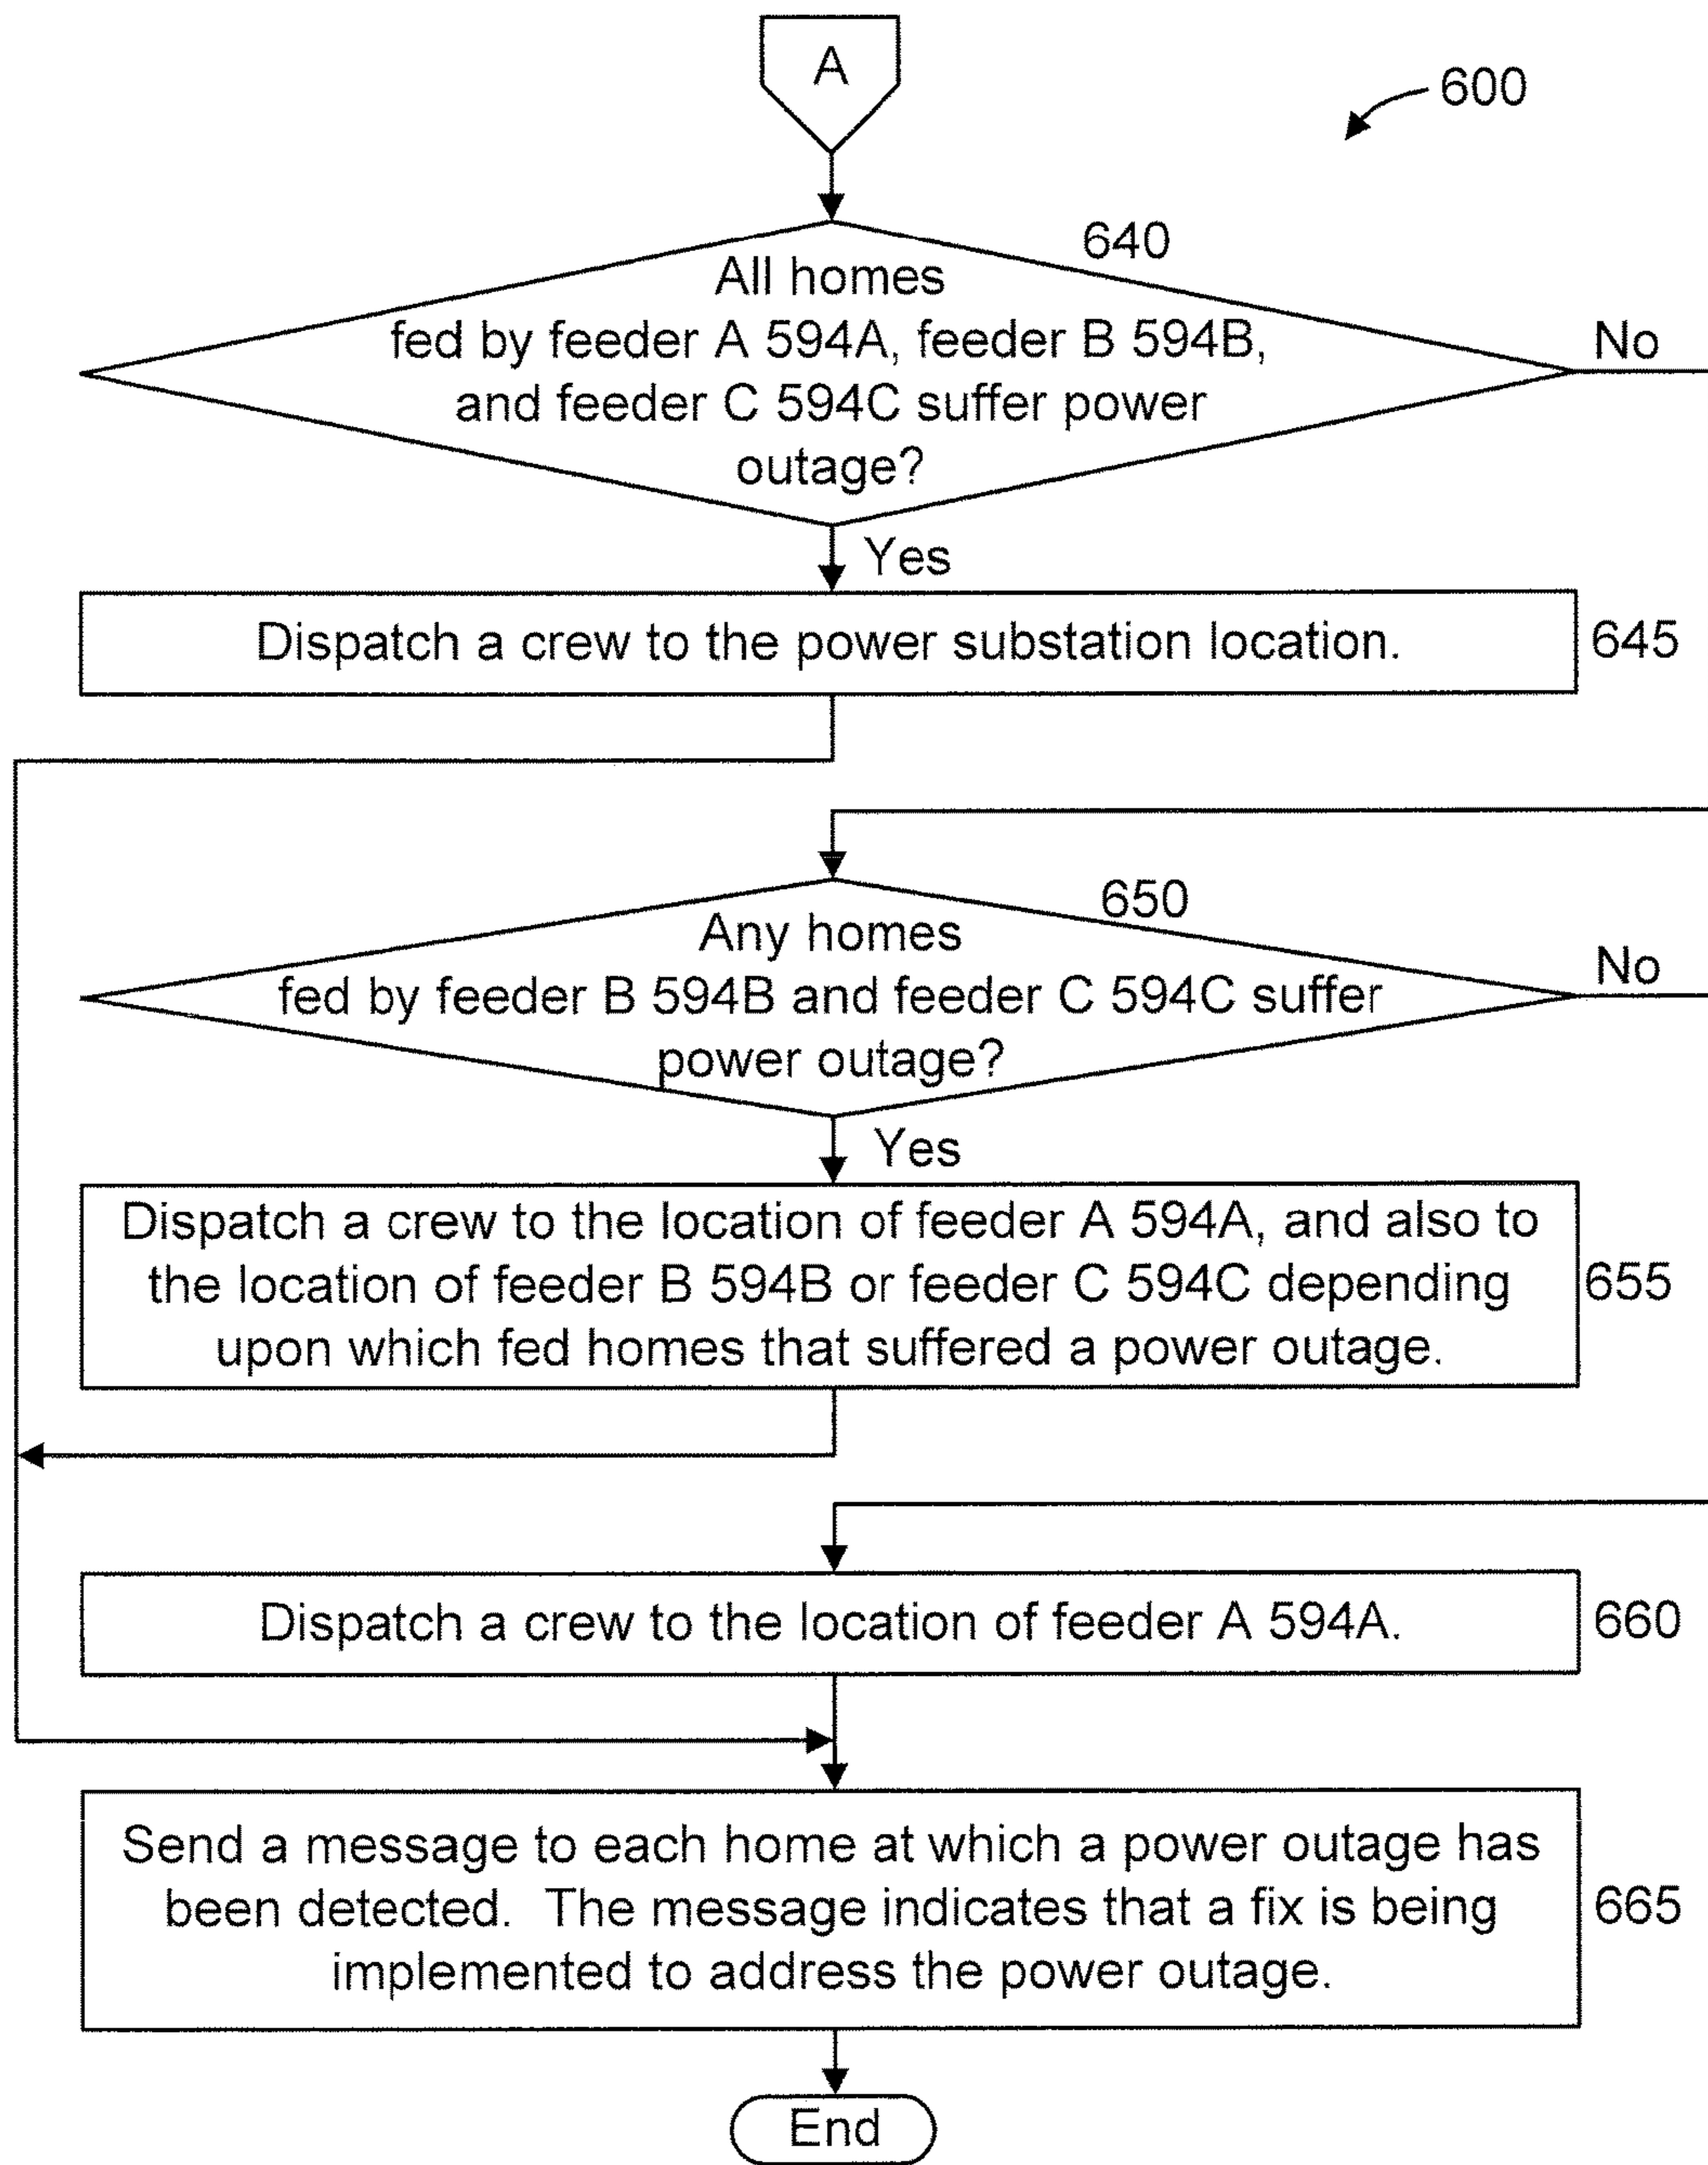 A
600
640
All homes
fed by feeder A 594A, feeder B 594B,
and feeder C 594C suffer power
outage?
No
Yes
Dispatch a crew to the power substation location.
645
650
Any homes
fed by feeder B 594B and feeder C 594C suffer
power outage?
No
Yes
Dispatch a crew to the location of feeder A 594A, and also to
the location of feeder B 594B or feeder C 594C depending
upon which fed homes that suffered a power outage.
655
Dispatch a crew to the location of feeder A 594A.
660
Send a message to each home at which a power outage has
been detected. The message indicates that a fix is being
implemented to address the power outage.
665
End